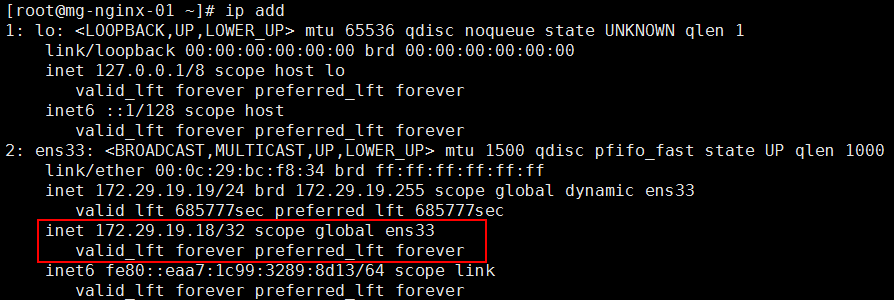 [root@mg-nginx-01 ~]# ip add
1: lo: <LOOPBACK,UP,LOWER_UP> mtu 65536 qdisc noqueue state UNKNOWN qlen 1
link/loopback 00:00:00:00:00:00 brd 00:00:00:00:00:00
inet 127.0.0.1/8 scope host lo
valid_lft forever preferred_lft forever
inet6 ::1/128 scope host
valid_lft forever preferred_lft forever
2: ens33: <BROADCAST,MULTICAST,UP,LOWER_UP> mtu 1500 qdisc pfifo_fast state UP qlen 1000
link/ether 00:0c:29:bc:f8:34 brd ff:ff:ff:ff:ff:ff
inet 172.29.19.19/24 brd 172.29.19.255 scope global dynamic ens33
valid_lft 685777sec preferred_lft 685777sec
inet 172.29.19.18/32 scope global ens33
valid_lft forever preferred_lft forever
inet6 fe80::eaa7:1c99:3289:8d13/64 scope link
valid_lft forever preferred_lft forever